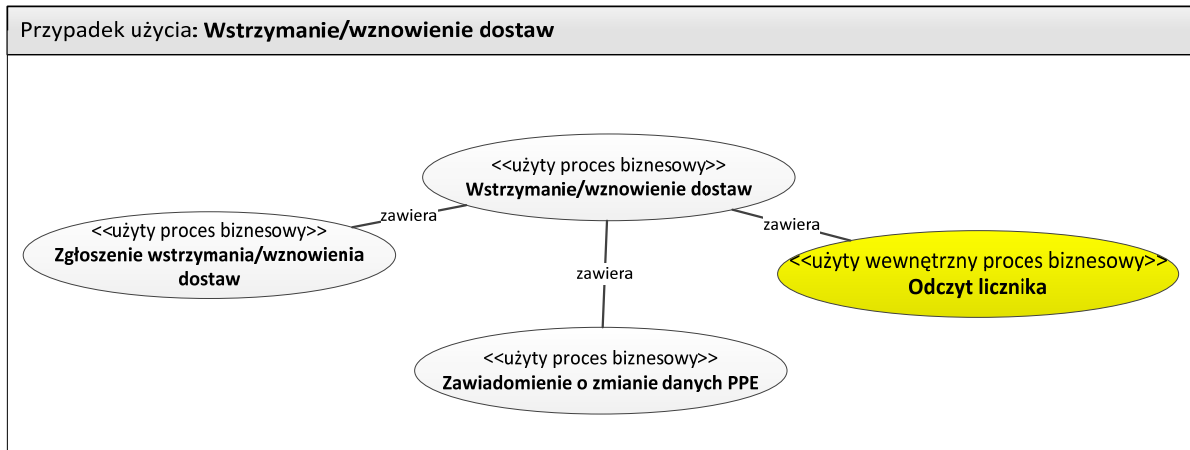 Przypadek użycia: Wstrzymanie/wznowienie dostaw
<<użyty proces biznesowy>>
Wstrzymanie/wznowienie dostaw
zawiera
zawiera
<<użyty proces biznesowy>>
Zgłoszenie wstrzymania/wznowienia
dostaw
zawiera
<<użyty wewnętrzny proces biznesowy>>
Odczyt licznika
<<użyty proces biznesowy>>
Zawiadomienie o zmianie danych PPE